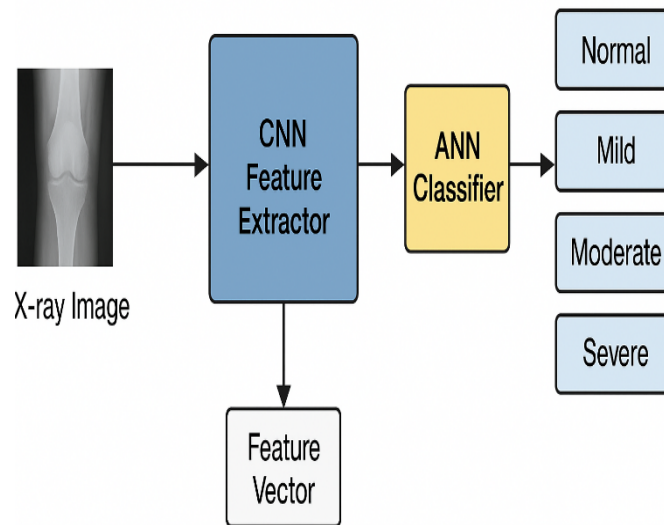 X-ray Image
CNN
Feature
Extractor
Feature
Vector
ANN
Classifier
Normal
Mild
Moderate
Severe